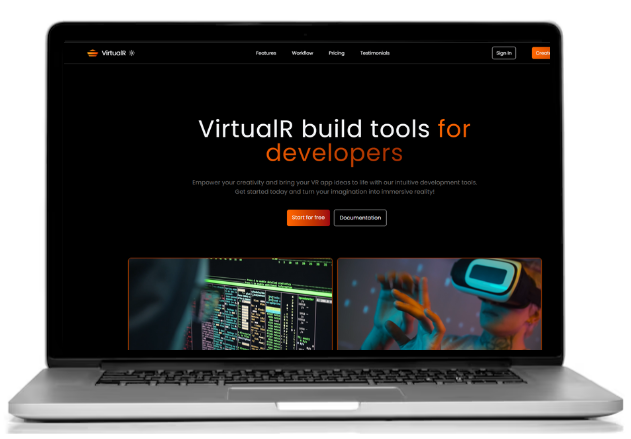 VirtualR
Features
Workflow
Pricing
Testimonials
Sign In
VirtualR build tools for
developers
Empower your creativity and bring your VR app ideas to life with our intuitive development tools.
Get started today and turn your imagination into immersive reality!
Start for free
Documentation